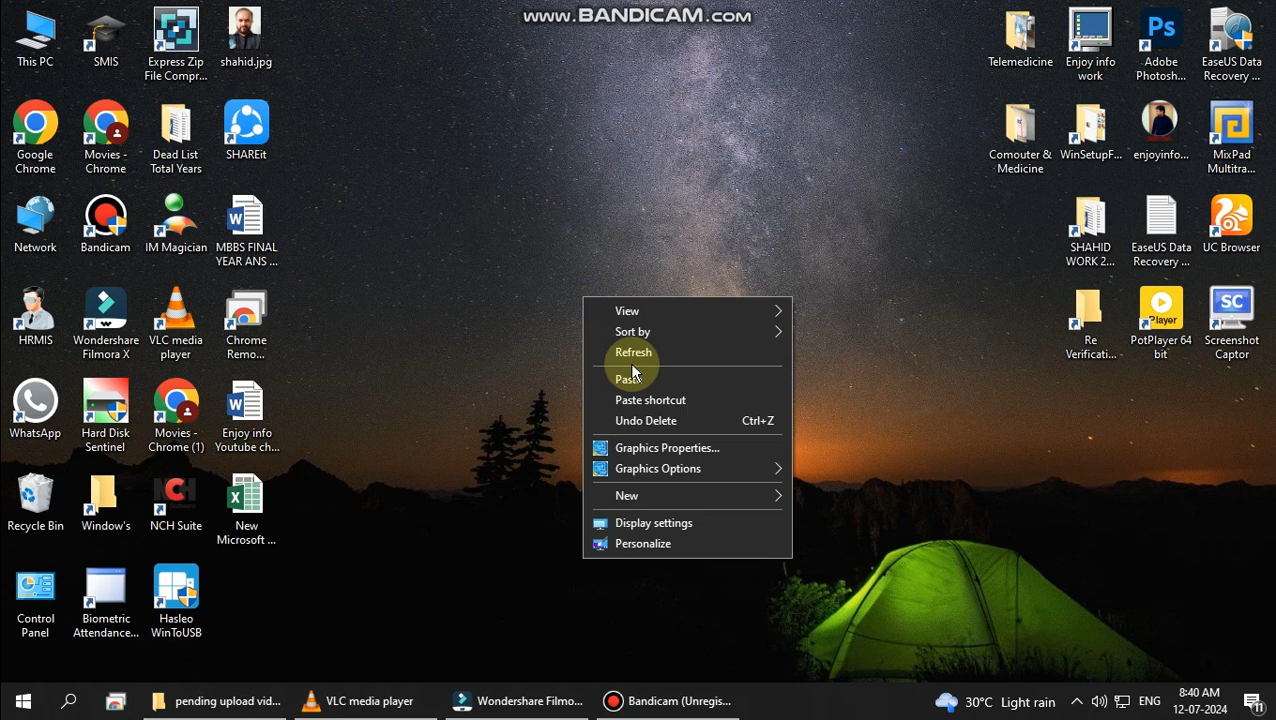 www.BANDICAM.com
This PC
SMIS
Express Zip
File Compr...
shahid.jpg
Telemedicine
Enjoy info
work
Ps
Adobe
Photosh...
EaseUS Data
Recovery ...
Google
Chrome
Movies -
Chrome
Dead List
Total Years
SHAREit
Comouter &
Medicine
WinSetupF...
enjoyinfo...
MixPad
Multitra...
Network
Bandicam
IM Magician
MBBS FINAL
YEAR ANS ...
SHAHID
WORK 2...
EaseUS Data
Recovery ...
UC Browser
HRMIS
Wondershare
Filmora X
VLC media
player
Chrome
Remo...
Re
Verificati...
Player
PotPlayer 64
bit
SC
Screenshot
Captor
View
Sort by
Refresh
Paste
Paste shortcut
Undo Delete Ctrl+Z
Graphics Properties...
Graphics Options
New
Display settings
Personalize
WhatsApp
Hard Disk
Sentinel
Movies -
Chrome (1)
Enjoy info
Youtube ch...
Recycle Bin
Window's
NCH
NCH Suite
New
Microsoft ...
Control
Panel
Biometric
Attendance...
Hasleo
WinToUSB
pending upload vid...
VLC media player
Wondershare Filmo...
Bandicam (Unregis...
30°C Light rain
ENG
8:40 AM
12-07-2024
11